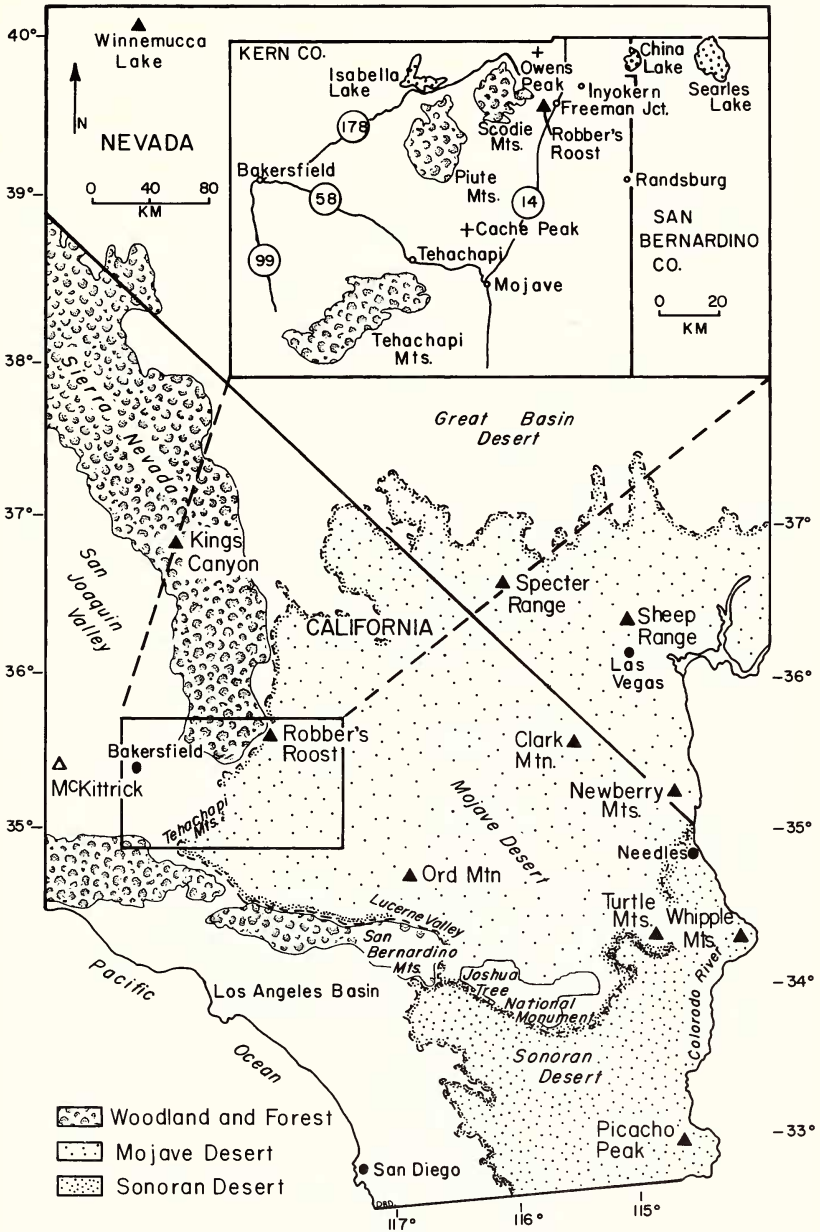 40°
Winnemucca
Lake
N
NEVADA
39°
0 40 80
KM
KERN CO.
Isabella
Lake
Owens
Peak
China
Lake
Searles
Lake
Inyokern
Freeman Jct.
Scodie
Mts.
Robber's
Roost
178
Bakersfield
Piute
Mts.
Randsburg
58
14
Cache Peak
SAN
BERNARDINO
CO.
99
Tehachapi
Mojave
0 20
KM
Tehachapi
Mts.
38°
Sierra
Nevada
Great Basin
Desert
37°
37°
Kings
Canyon
San
Joaquin
Valley
Specter
Range
CALIFORNIA
Sheep
Range
Las
Vegas
36°
36°
Robber's
Roost
Bakersfield
McKittrick
Clark
Mtn.
Newberry
Mts.
Mojave Desert
35°
35°
Tehachapi
Mts.
Needles
Ord Mtn
Lucerne Valley
Turtle
Mts.
Whipple
Mts.
San
Bernardino
Mts.
Joshua
Tree
National
Monument
34°
Pacific
Ocean
Los Angeles Basin
Colorodo River
Sonoran
Desert
Woodland and Forest
Mojave Desert
Sonoran Desert
Picacho
Peak
33°
San Diego
DRD.
117°
116°
115°